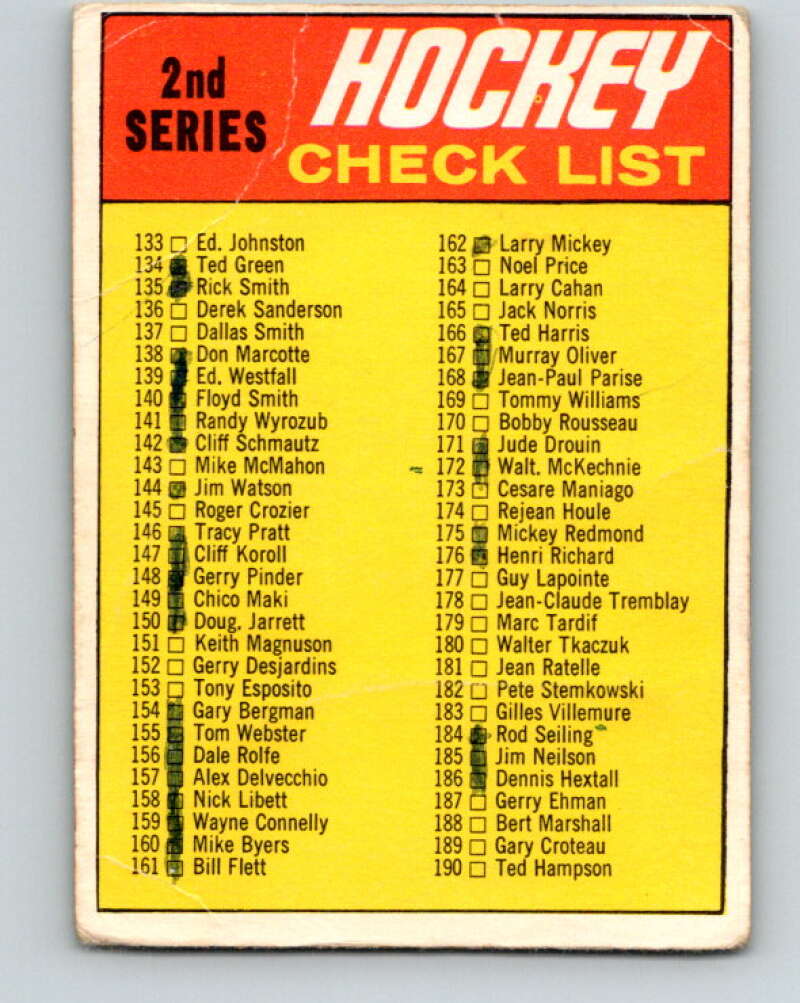 2nd
SERIES
HOCKEY
CHECK LIST
133 Ed. Johnston
134 Ted Green
135 Rick Smith
136 Derek Sanderson
137 Dallas Smith
138 Don Marcotte
139 Ed. Westfall
140 Floyd Smith
141 Randy Wyrozub
142 Cliff Schmautz
143 Mike McMahon
144 Jim Watson
145 Roger Crozier
146 Tracy Pratt
147 Cliff Koroll
148 Gerry Pinder
149 Chico Maki
150 Doug. Jarrett
151 Keith Magnuson
152 Gerry Desjardins
153 Tony Esposito
154 Gary Bergman
155 Tom Webster
156 Dale Rolfe
157 Alex Delvecchio
158 Nick Libett
159 Wayne Connelly
160 Mike Byers
161 Bill Flett
162 Larry Mickey
163 Noel Price
164 Larry Cahan
165 Jack Norris
166 Ted Harris
167 Murray Oliver
168 Jean-Paul Parise
169 Tommy Williams
170 Bobby Rousseau
171 Jude Drouin
172 Walt. McKechnie
173 Cesare Maniago
174 Rejean Houle
175 Mickey Redmond
176 Henri Richard
177 Guy Lapointe
178 Jean-Claude Tremblay
179 Marc Tardif
180 Walter Tkaczuk
181 Jean Ratelle
182 Pete Stemkowski
183 Gilles Villemure
184 Rod Seiling
185 Jim Neilson
186 Dennis Hextall
187 Gerry Ehman
188 Bert Marshall
189 Gary Croteau
190 Ted Hampson